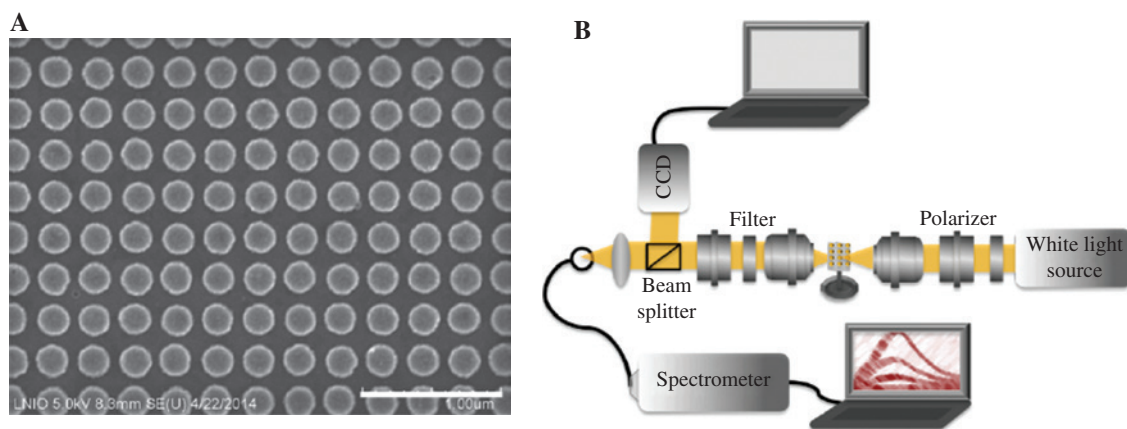 A
LNIO 5.0kV 8.3mm SE(U) 4/22/2014
1.00um
B
CCD
Filter
Polarizer
White light
source
Beam
splitter
Spectrometer